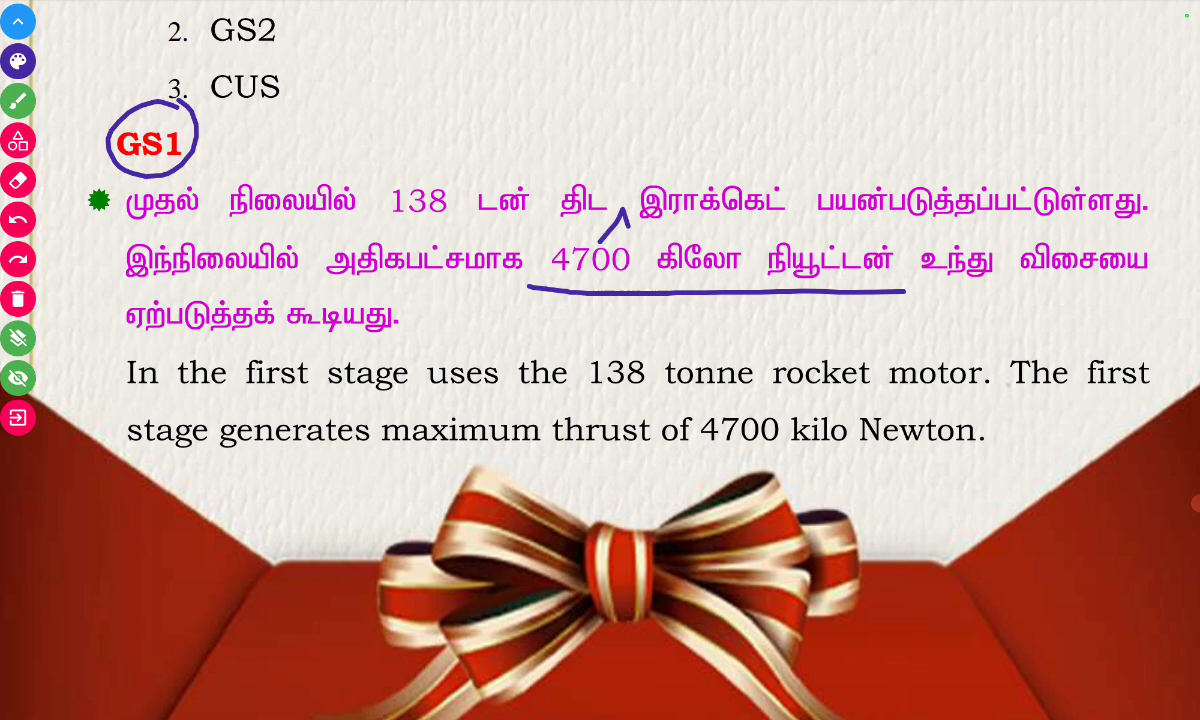 2. GS2
3. CUS
GS1
முதல் நிலையில் 138 டன் திட இராக்கெட் பயன்படுத்தப்பட்டுள்ளது.
இந்நிலையில் அதிகபட்சமாக 4700 கிலோ நியூட்டன் உந்து விசையை
ஏற்படுத்தக் கூடியது.
In the first stage uses the 138 tonne rocket motor. The first
stage generates maximum thrust of 4700 kilo Newton.